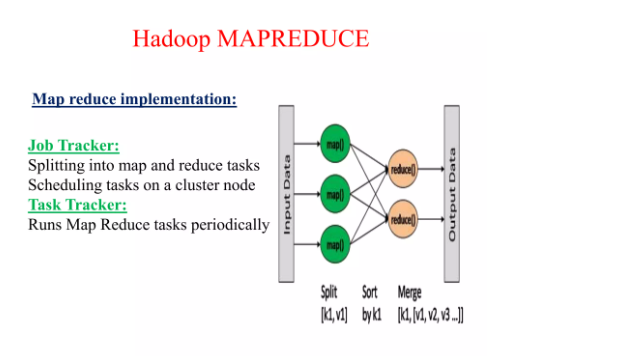 Hadoop MAPREDUCE
Map reduce implementation:
Job Tracker:
Splitting into map and reduce tasks
Scheduling tasks on a cluster node
Task Tracker:
Runs Map Reduce tasks periodically
Input Data
map()
map()
map()
reduce()
reduce()
Output Data
Split Sort Merge
[k1, v1] by k1 [k1, [v1, v2, v3 ...]]